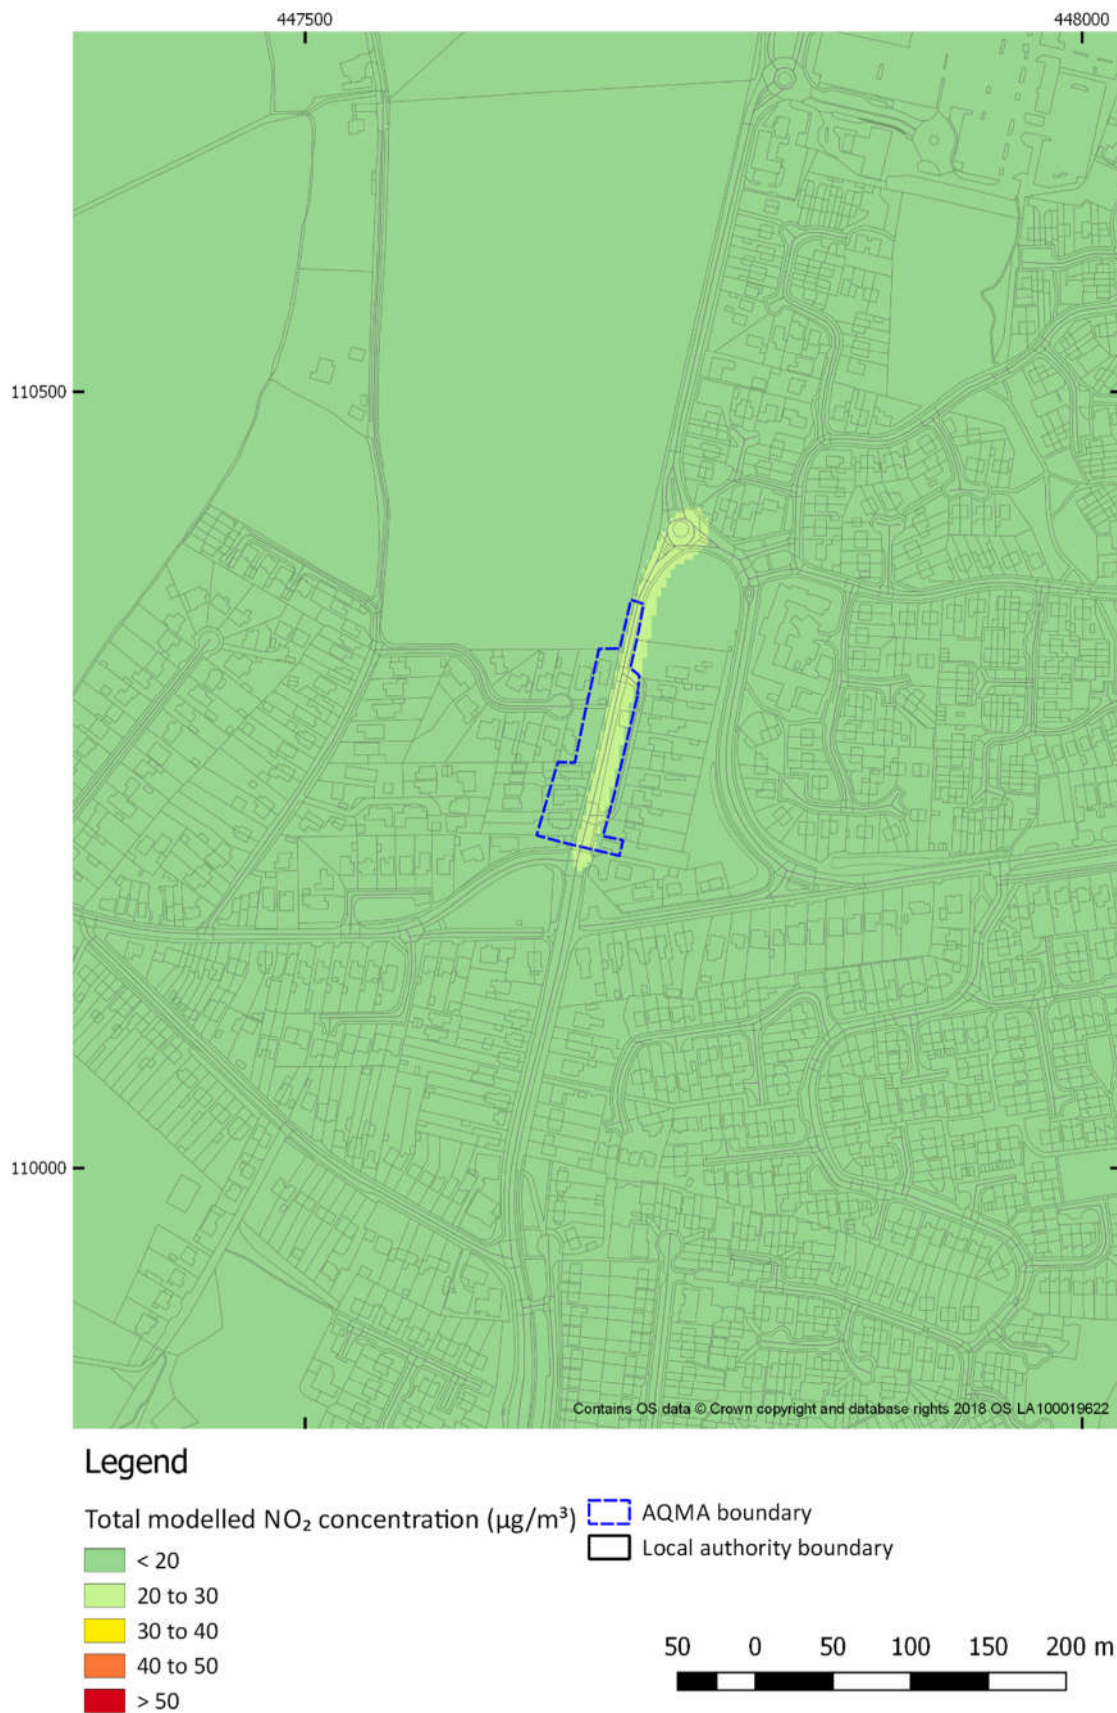 447500
448000
110500
110000
Contains OS data © Crown copyright and database rights 2018 OS LA100019622
Legend
Total modelled NO₂ concentration (µg/m³)
< 20
20 to 30
30 to 40
40 to 50
> 50
AQMA boundary
Local authority boundary
50 0 50 100 150 200 m